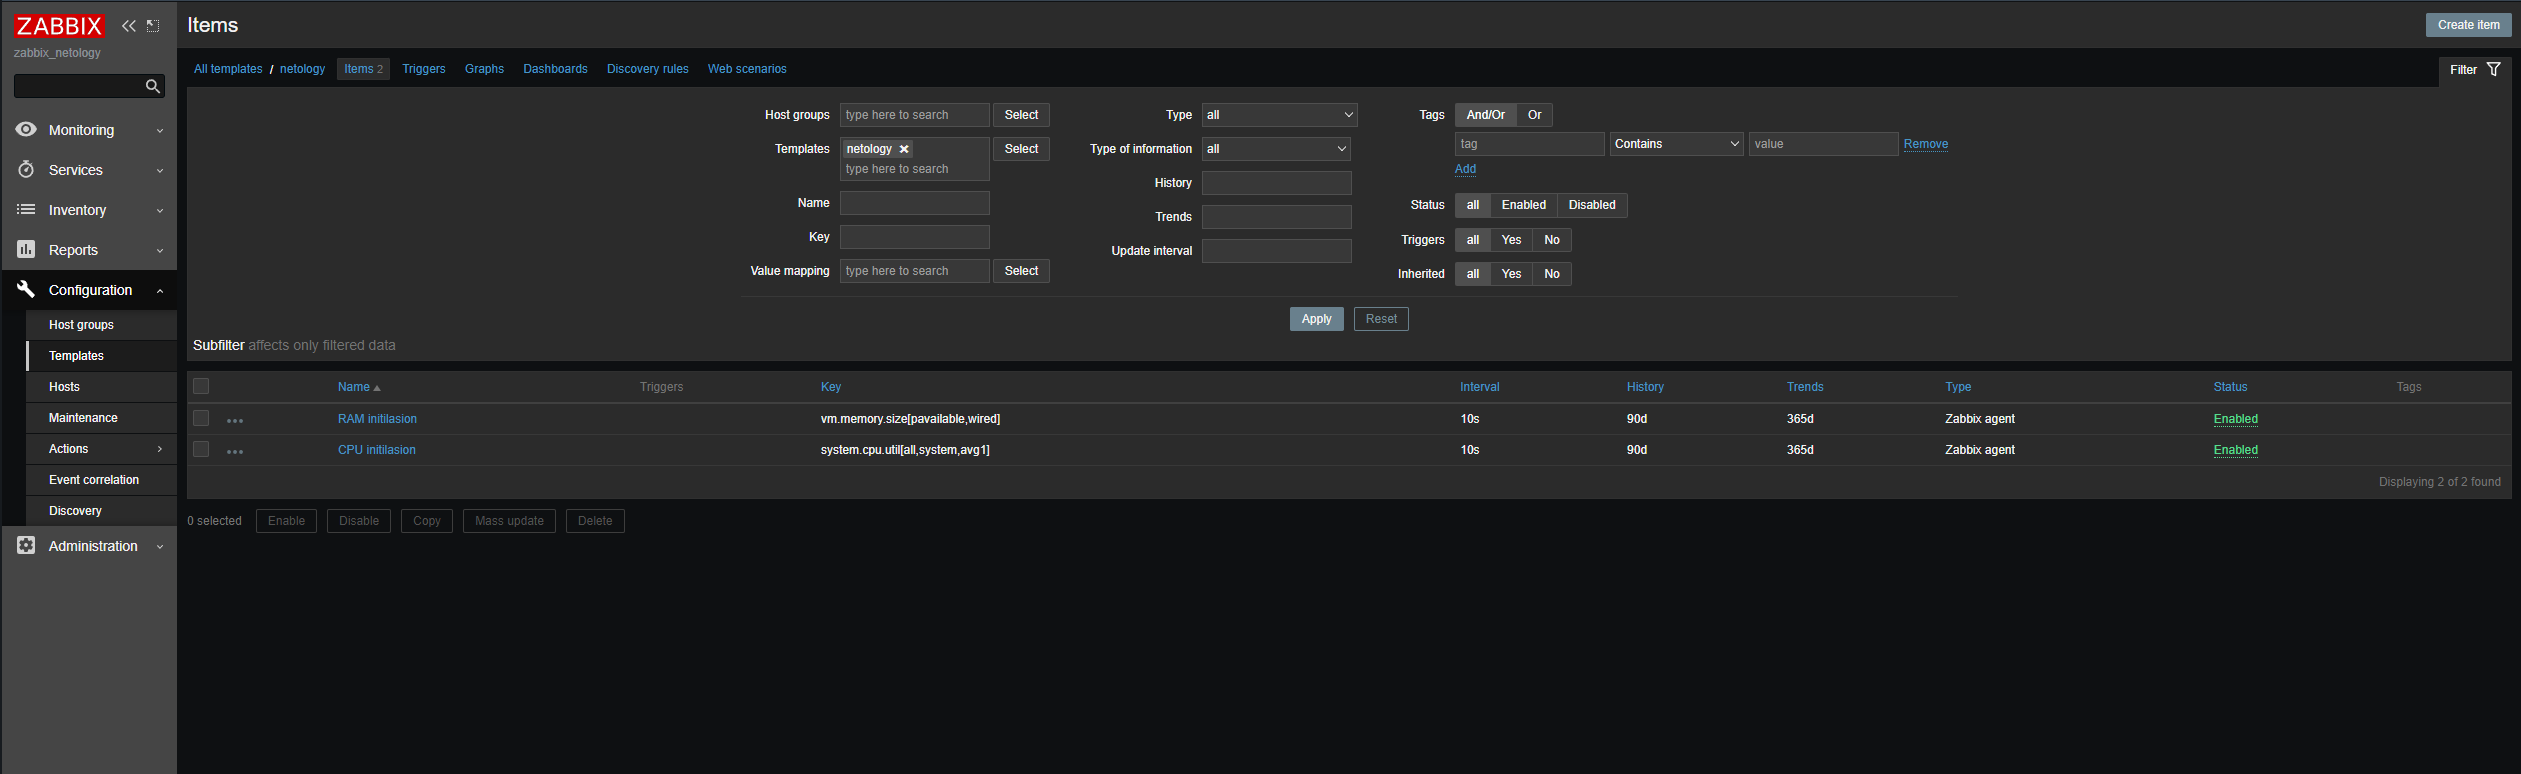 ZABBIX
zabbix_netology
Monitoring
Services
Inventory
Reports
Configuration
Host groups
Templates
Hosts
Maintenance
Actions
Event correlation
Discovery
Administration
Items
Create item
All templates / netology Items 2 Triggers Graphs Dashboards Discovery rules Web scenarios
Filter
Host groups type here to search Select
Templates netology type here to search Select
Name
Key
Value mapping type here to search Select
Type all
Type of information all
History
Trends
Update interval
Tags And/Or Or
tag Contains value Remove
Add
Status all Enabled Disabled
Triggers all Yes No
Inherited all Yes No
Apply Reset
Subfilter affects only filtered data
Name Triggers Key Interval History Trends Type Status Tags
RAM initilasion vm.memory.size[pavailable,wired] 10s 90d 365d Zabbix agent Enabled
CPU initilasion system.cpu.util[all,system,avg1] 10s 90d 365d Zabbix agent Enabled
Displaying 2 of 2 found
0 selected Enable Disable Copy Mass update Delete